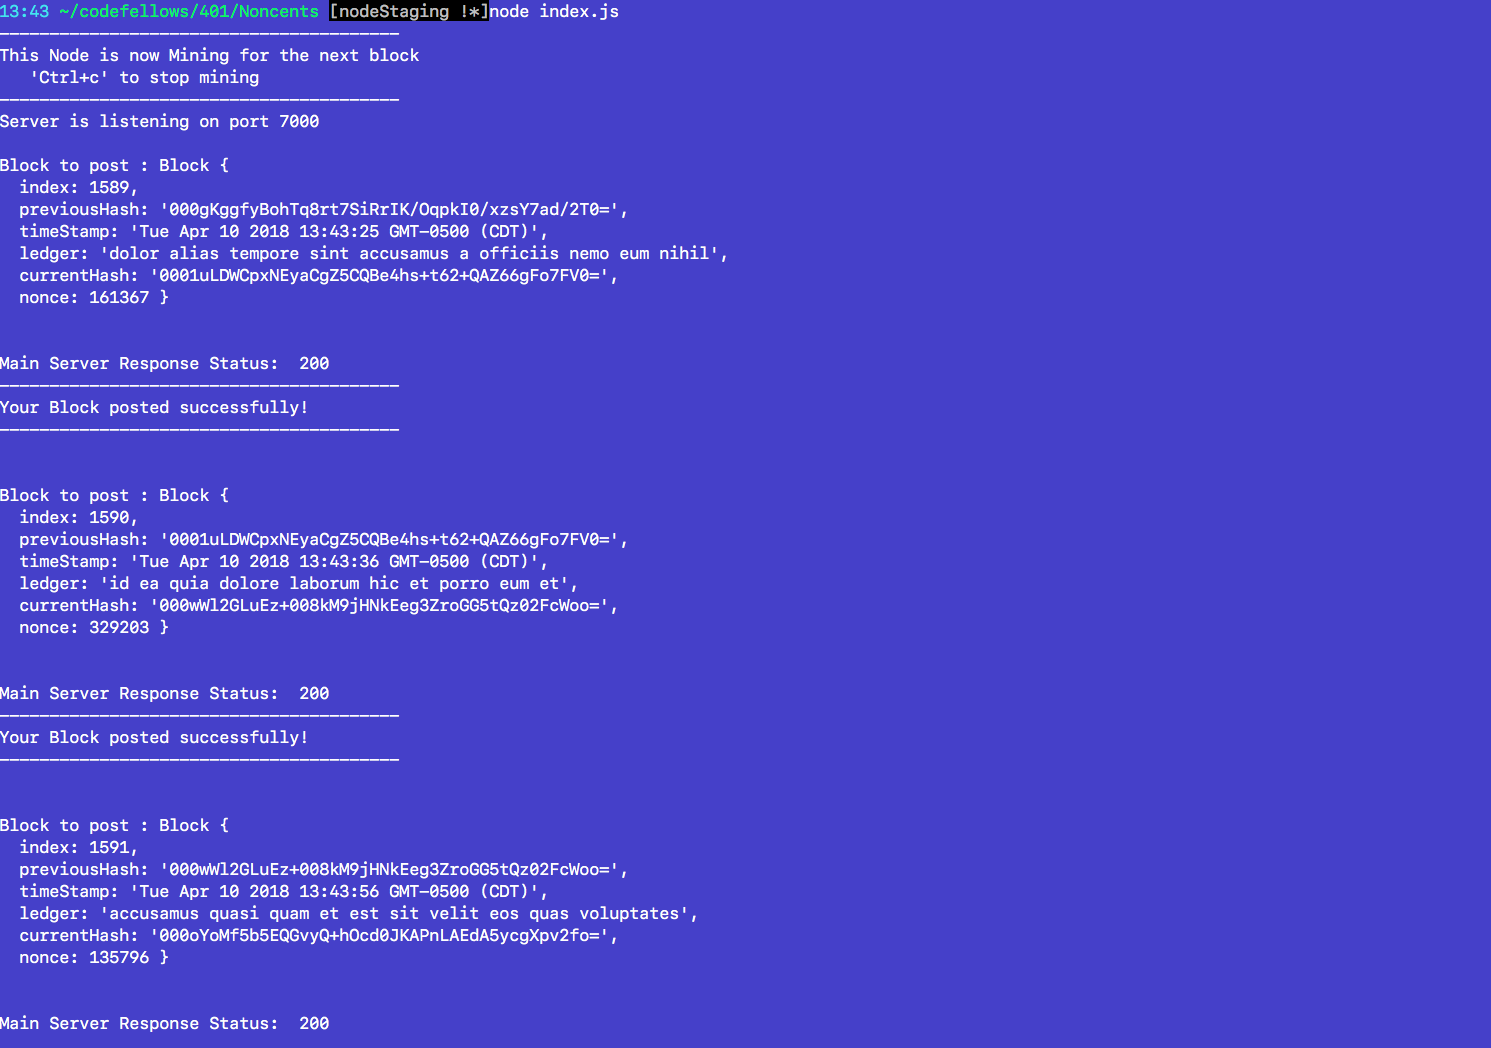 13:43 ~/codefellows/401/Noncents [nodeStaging !*]node index.js
----------------------------------------
This Node is now Mining for the next block
   'Ctrl+c' to stop mining
----------------------------------------
Server is listening on port 7000
Block to post : Block {
  index: 1589,
  previousHash: '000gKggfyBohTq8rt7SiRrIK/OqpkI0/xzsY7ad/2T0=',
  timeStamp: 'Tue Apr 10 2018 13:43:25 GMT-0500 (CDT)',
  ledger: 'dolor alias tempore sint accusamus a officiis nemo eum nihil',
  currentHash: '0001uLDWCpxNEyaCgZ5CQBe4hs+t62+QAZ66gFo7FV0=',
  nonce: 161367 }
Main Server Response Status:  200
----------------------------------------
Your Block posted successfully!
----------------------------------------
Block to post : Block {
  index: 1590,
  previousHash: '0001uLDWCpxNEyaCgZ5CQBe4hs+t62+QAZ66gFo7FV0=',
  timeStamp: 'Tue Apr 10 2018 13:43:36 GMT-0500 (CDT)',
  ledger: 'id ea quia dolore laborum hic et porro eum et',
  currentHash: '000wWl2GLuEz+008kM9jHNkEeg3ZroGG5tQz02FcWoo=',
  nonce: 329203 }
Main Server Response Status:  200
----------------------------------------
Your Block posted successfully!
----------------------------------------
Block to post : Block {
  index: 1591,
  previousHash: '000wWl2GLuEz+008kM9jHNkEeg3ZroGG5tQz02FcWoo=',
  timeStamp: 'Tue Apr 10 2018 13:43:56 GMT-0500 (CDT)',
  ledger: 'accusamus quasi quam et est sit velit eos quas voluptates',
  currentHash: '000oYoMf5b5EQGvyQ+hOcd0JKAPnLAEdA5ycgXpv2fo=',
  nonce: 135796 }
Main Server Response Status:  200